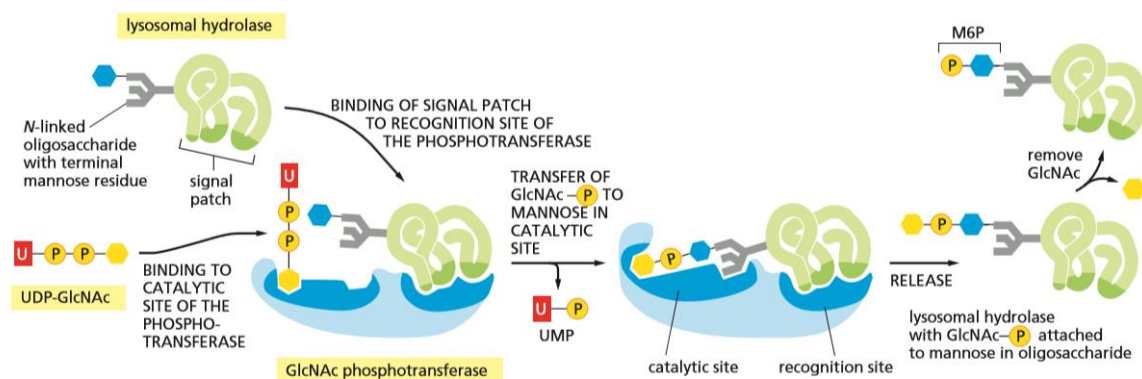 lysosomal hydrolase
N-linked
oligosaccharide
with terminal
mannose residue
signal
patch
BINDING OF SIGNAL PATCH
TO RECOGNITION SITE OF
THE PHOSPHOTRANSFERASE
U
P
P
U P P
UDP-GlcNAc
BINDING TO
CATALYTIC
SITE OF THE
PHOSPHO-
TRANSFERASE
GlcNAc phosphotransferase
TRANSFER OF
GlcNAc–P TO
MANNOSE IN
CATALYTIC
SITE
U P
UMP
P
catalytic site
recognition site
RELEASE
M6P
P
remove
GlcNAc
P
lysosomal hydrolase
with GlcNAc–P attached
to mannose in oligosaccharide